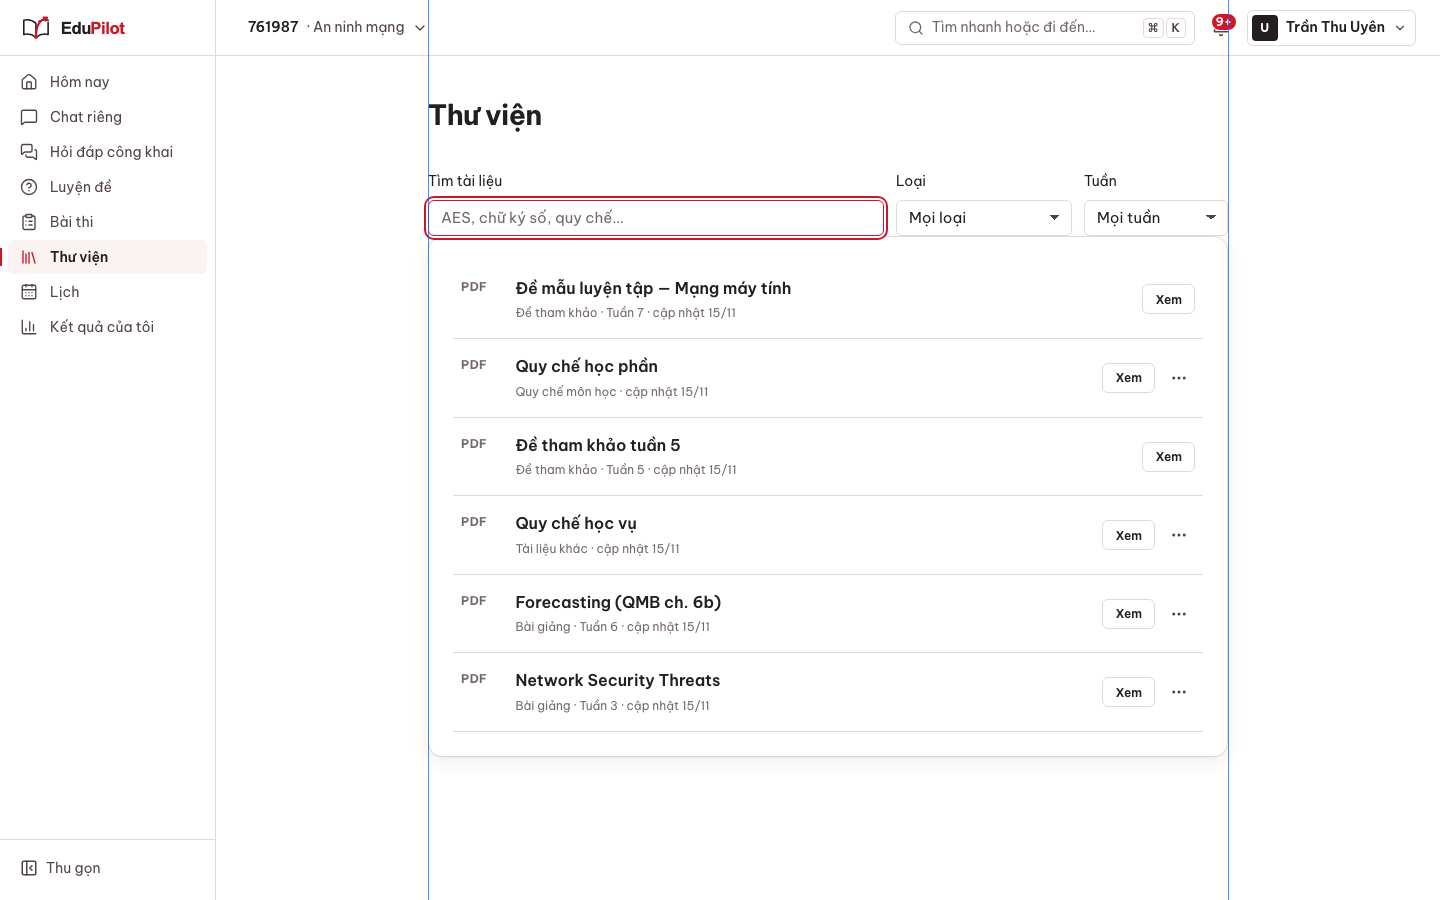 EduPilot
761987 · An ninh mạng
Tìm nhanh hoặc đi đến...
⌘ K
9+
U Trần Thu Uyên
Hôm nay
Chat riêng
Hỏi đáp công khai
Luyện đề
Bài thi
Thư viện
Lịch
Kết quả của tôi
Thu gọn
Thư viện
Tìm tài liệu
Loại
Tuần
AES, chữ ký số, quy chế...
Mọi loại
Mọi tuần
PDF Đề mẫu luyện tập — Mạng máy tính
Đề tham khảo · Tuần 7 · cập nhật 15/11
Xem
PDF Quy chế học phần
Quy chế môn học · cập nhật 15/11
Xem
PDF Đề tham khảo tuần 5
Đề tham khảo · Tuần 5 · cập nhật 15/11
Xem
PDF Quy chế học vụ
Tài liệu khác · cập nhật 15/11
Xem
PDF Forecasting (QMB ch. 6b)
Bài giảng · Tuần 6 · cập nhật 15/11
Xem
PDF Network Security Threats
Bài giảng · Tuần 3 · cập nhật 15/11
Xem